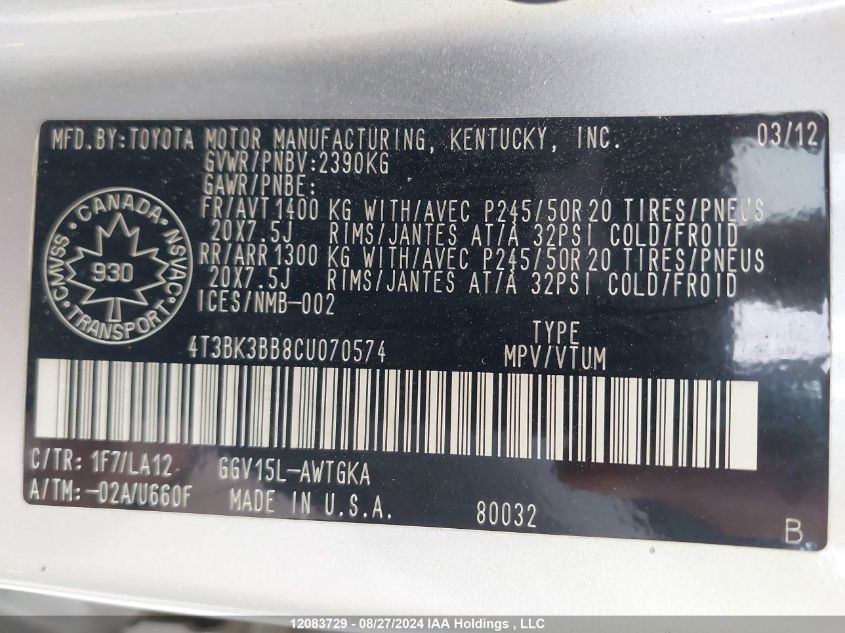 MFD.BY:TOYOTA MOTOR MANUFACTURING, KENTUCKY, INC. 03/12
GVWR/PNBV:2390KG
GAWR/PNBE:
FR/AVT 1400 KG WITH/AVEC P245/50R20 TIRES/PNEUS
20X7.5J RIMS/JANTES AT/À 32PSI COLD/FROID
RR/ARR 1300 KG WITH/AVEC P245/50R20 TIRES/PNEUS
20X7.5J RIMS/JANTES AT/À 32PSI COLD/FROID
ICES/NMB-002
CANADA
CMVSS NSVAC
930
TRANSPORT
4T3BK3BB8CU070574
TYPE
MPV/VTUM
C/TR: 1F7/LA12 GGV15L-AWTGKA
A/TM: -02A/U660F MADE IN U.S.A. 80032
B
12083729 - 08/27/2024 IAA Holdings , LLC